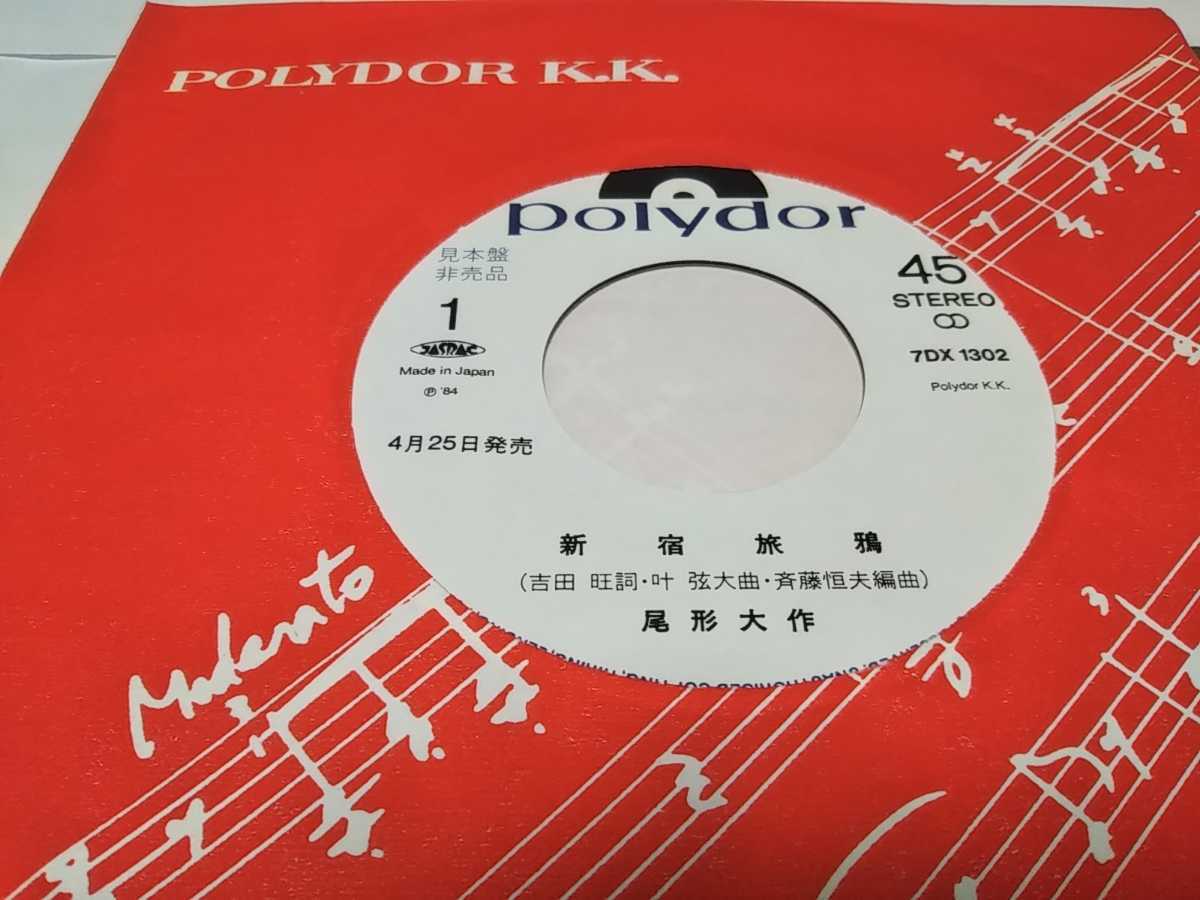 POLYDOR K.K.
polydor
見本盤
非売品
1
JASRAC
Made in Japan
Ⓟ '84
4月25日発売
45
STEREO
7DX 1302
Polydor K.K.
新宿旅鴉
(吉田 旺詞・叶 弦大曲・斉藤恒夫編曲)
尾形大作
Moderato